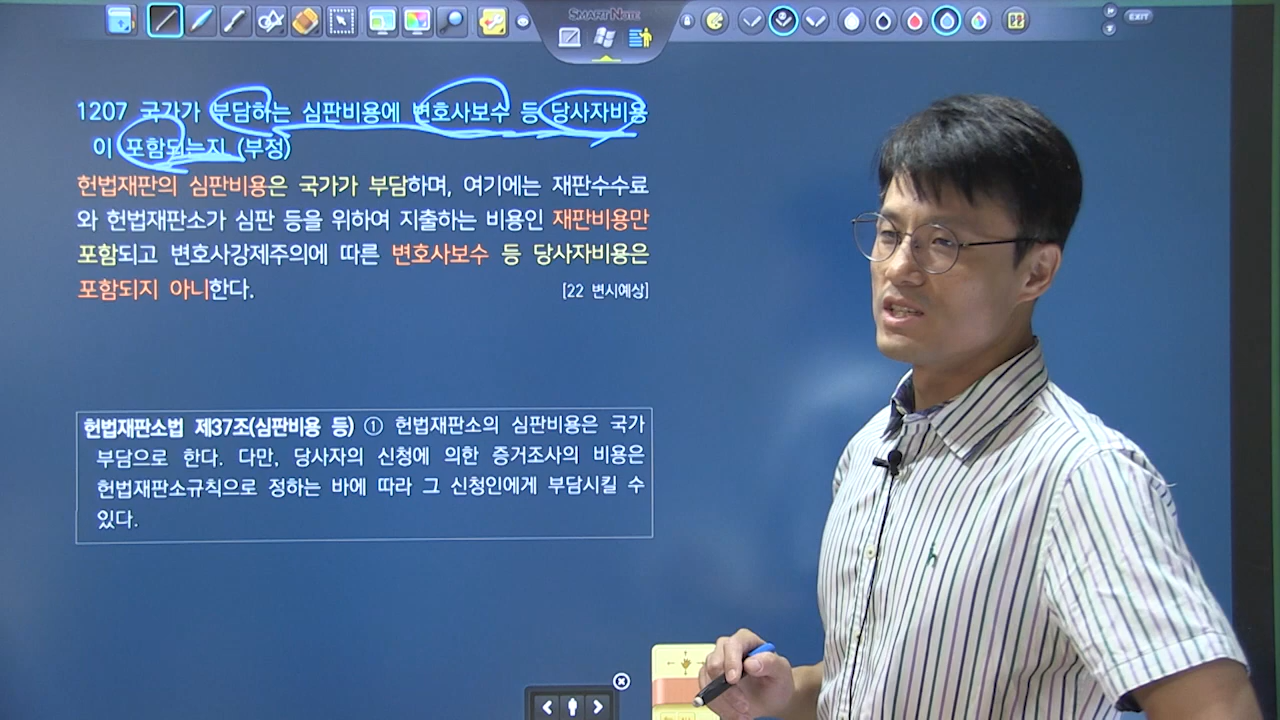 SMARTNOTE
EXIT
1207 국가가 부담하는 심판비용에 변호사보수 등 당사자비용
이 포함되는지 (부정)
헌법재판의 심판비용은 국가가 부담하며, 여기에는 재판수수료
와 헌법재판소가 심판 등을 위하여 지출하는 비용인 재판비용만
포함되고 변호사강제주의에 따른 변호사보수 등 당사자비용은
포함되지 아니한다. [22 변시예상]
헌법재판소법 제37조(심판비용 등) ① 헌법재판소의 심판비용은 국가
부담으로 한다. 다만, 당사자의 신청에 의한 증거조사의 비용은
헌법재판소규칙으로 정하는 바에 따라 그 신청인에게 부담시킬 수
있다.